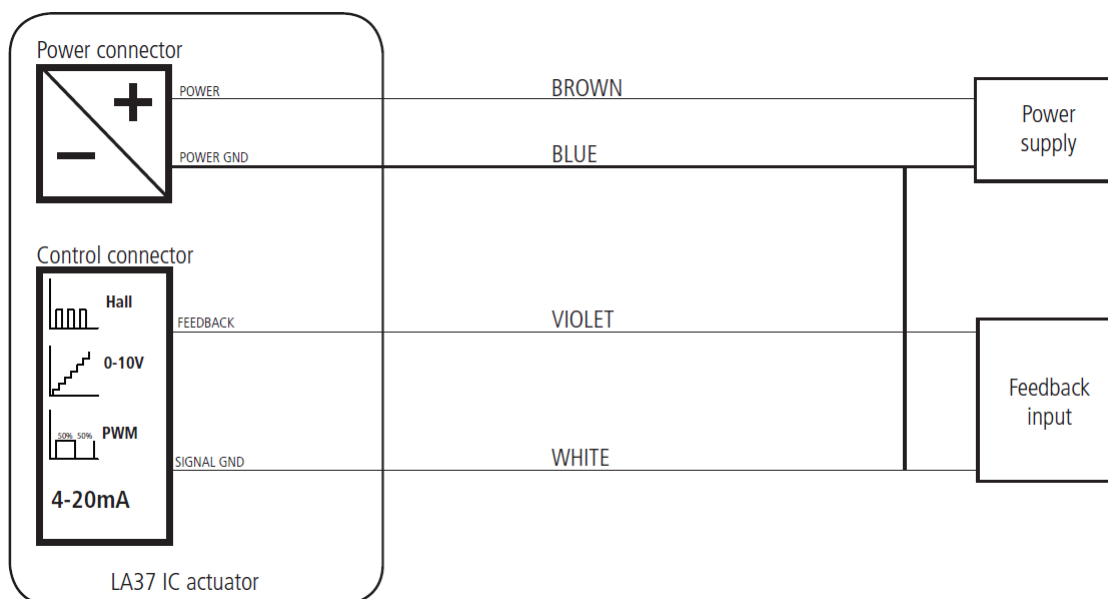 Power connector
+
−
POWER
BROWN
POWER GND
BLUE
Power
supply
Control connector
Hall
0-10V
50% 50%
PWM
4-20mA
FEEDBACK
VIOLET
SIGNAL GND
WHITE
Feedback
input
LA37 IC actuator